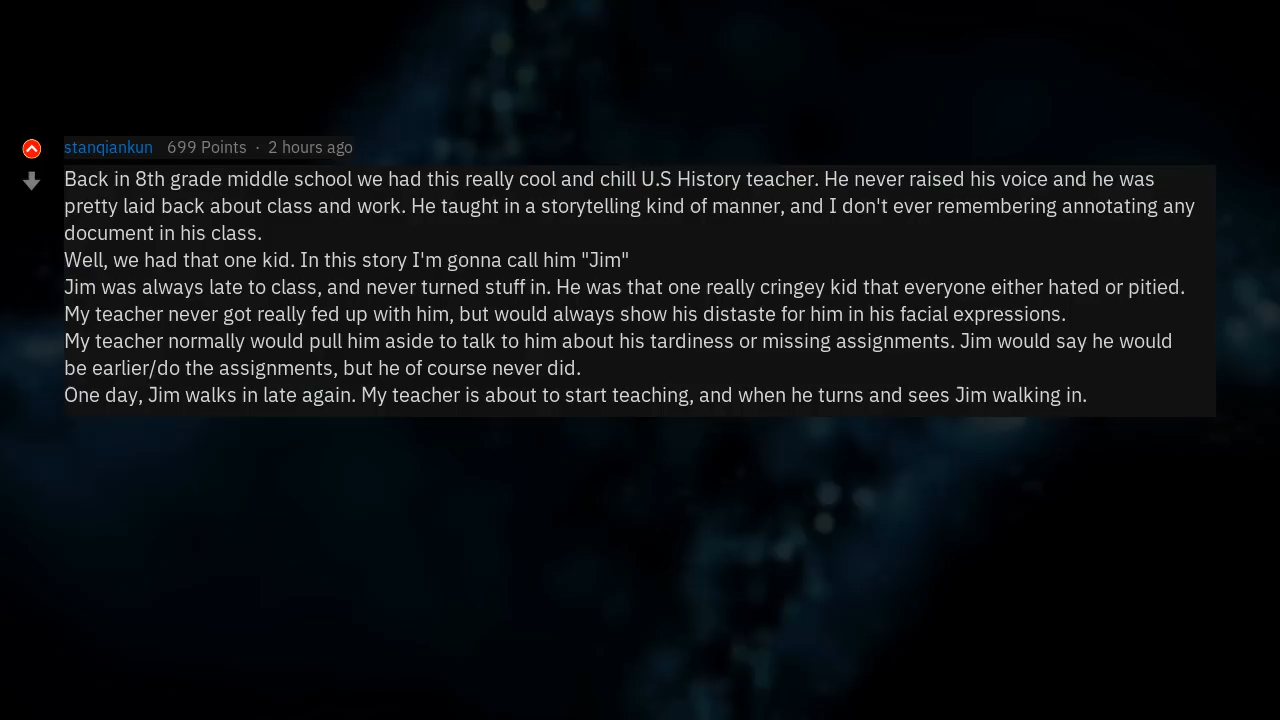 stanqiankun 699 Points · 2 hours ago
Back in 8th grade middle school we had this really cool and chill U.S History teacher. He never raised his voice and he was
pretty laid back about class and work. He taught in a storytelling kind of manner, and I don't ever remembering annotating any
document in his class.
Well, we had that one kid. In this story I'm gonna call him "Jim"
Jim was always late to class, and never turned stuff in. He was that one really cringey kid that everyone either hated or pitied.
My teacher never got really fed up with him, but would always show his distaste for him in his facial expressions.
My teacher normally would pull him aside to talk to him about his tardiness or missing assignments. Jim would say he would
be earlier/do the assignments, but he of course never did.
One day, Jim walks in late again. My teacher is about to start teaching, and when he turns and sees Jim walking in.